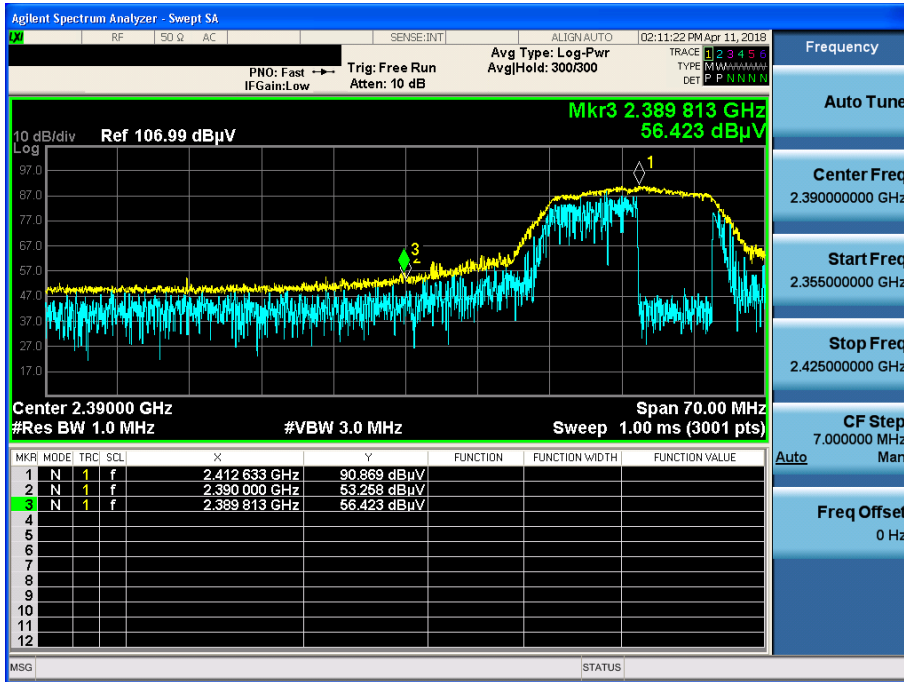 Agilent Spectrum Analyzer - Swept SA
LXI RF 50 Ω AC SENSE:INT ALIGN AUTO 02:11:22 PM Apr 11, 2018
PNO: Fast Trig: Free Run Avg Type: Log-Pwr TRACE 1 2 3 4 5 6
IFGain:Low Atten: 10 dB Avg|Hold: 300/300 TYPE M W
DET P P N N N N
Mkr3 2.389 813 GHz
56.423 dBµV
10 dB/div Ref 106.99 dBµV
Log
97.0
87.0
77.0
67.0
57.0
47.0
37.0
27.0
17.0
1
3
2
Center 2.39000 GHz Span 70.00 MHz
#Res BW 1.0 MHz #VBW 3.0 MHz Sweep 1.00 ms (3001 pts)
MKR MODE TRC SCL X Y FUNCTION FUNCTION WIDTH FUNCTION VALUE
1 N 1 f 2.412 633 GHz 90.869 dBµV
2 N 1 f 2.390 000 GHz 53.258 dBµV
3 N 1 f 2.389 813 GHz 56.423 dBµV
4
5
6
7
8
9
10
11
12
MSG STATUS
Frequency
Auto Tune
Center Freq
2.390000000 GHz
Start Freq
2.355000000 GHz
Stop Freq
2.425000000 GHz
CF Step
7.000000 MHz
Auto Man
Freq Offset
0 Hz